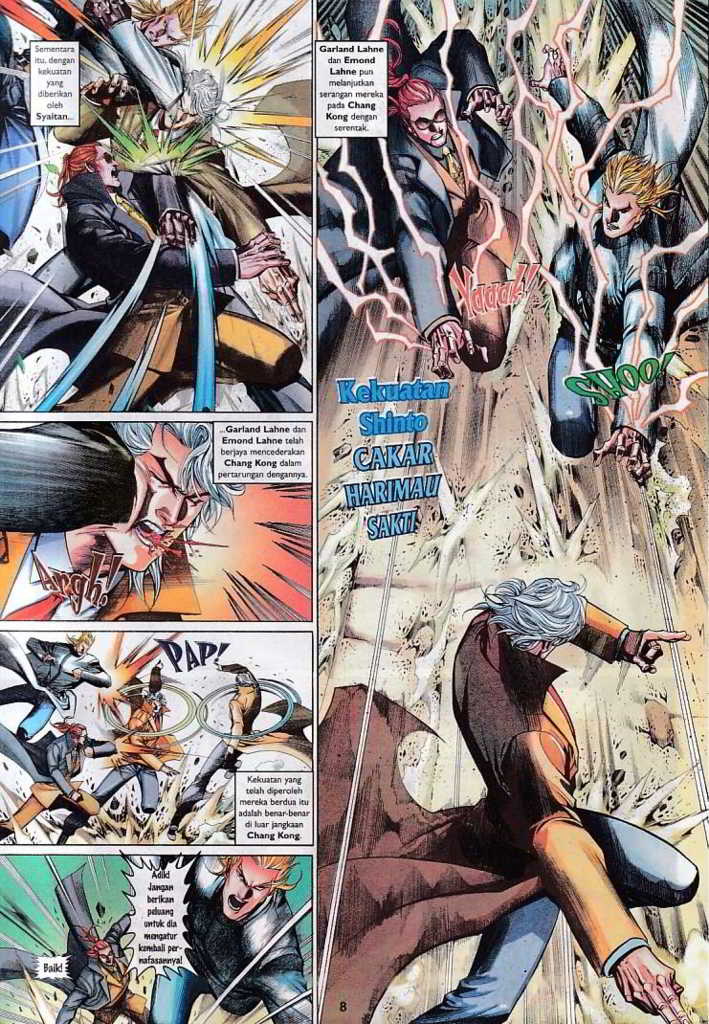 Sementara
itu, dengan
kekuatan
yang
diberikan
oleh
Syaitan...
...Garland Lahne dan
Emond Lahne telah
berjaya mencederakan
Chang Kong dalam
pertarungan dengannya.
Argh!
PAP!
Kekuatan yang
telah diperoleh
mereka berdua itu
adalah benar-benar
di luar jangkaan
Chang Kong.
Adik!
Jangan
berikan
peluang
untuk dia
mengatur
kembali per-
nafasannya!
Baik!
Garland Lahne
dan Emond
Lahne pun
melanjutkan
serangan mereka
pada Chang
Kong dengan
serentak.
Yaaak!!
SHOO!
Kekuatan
Shinto
CAKAR
HARIMAU
SAKTI
8